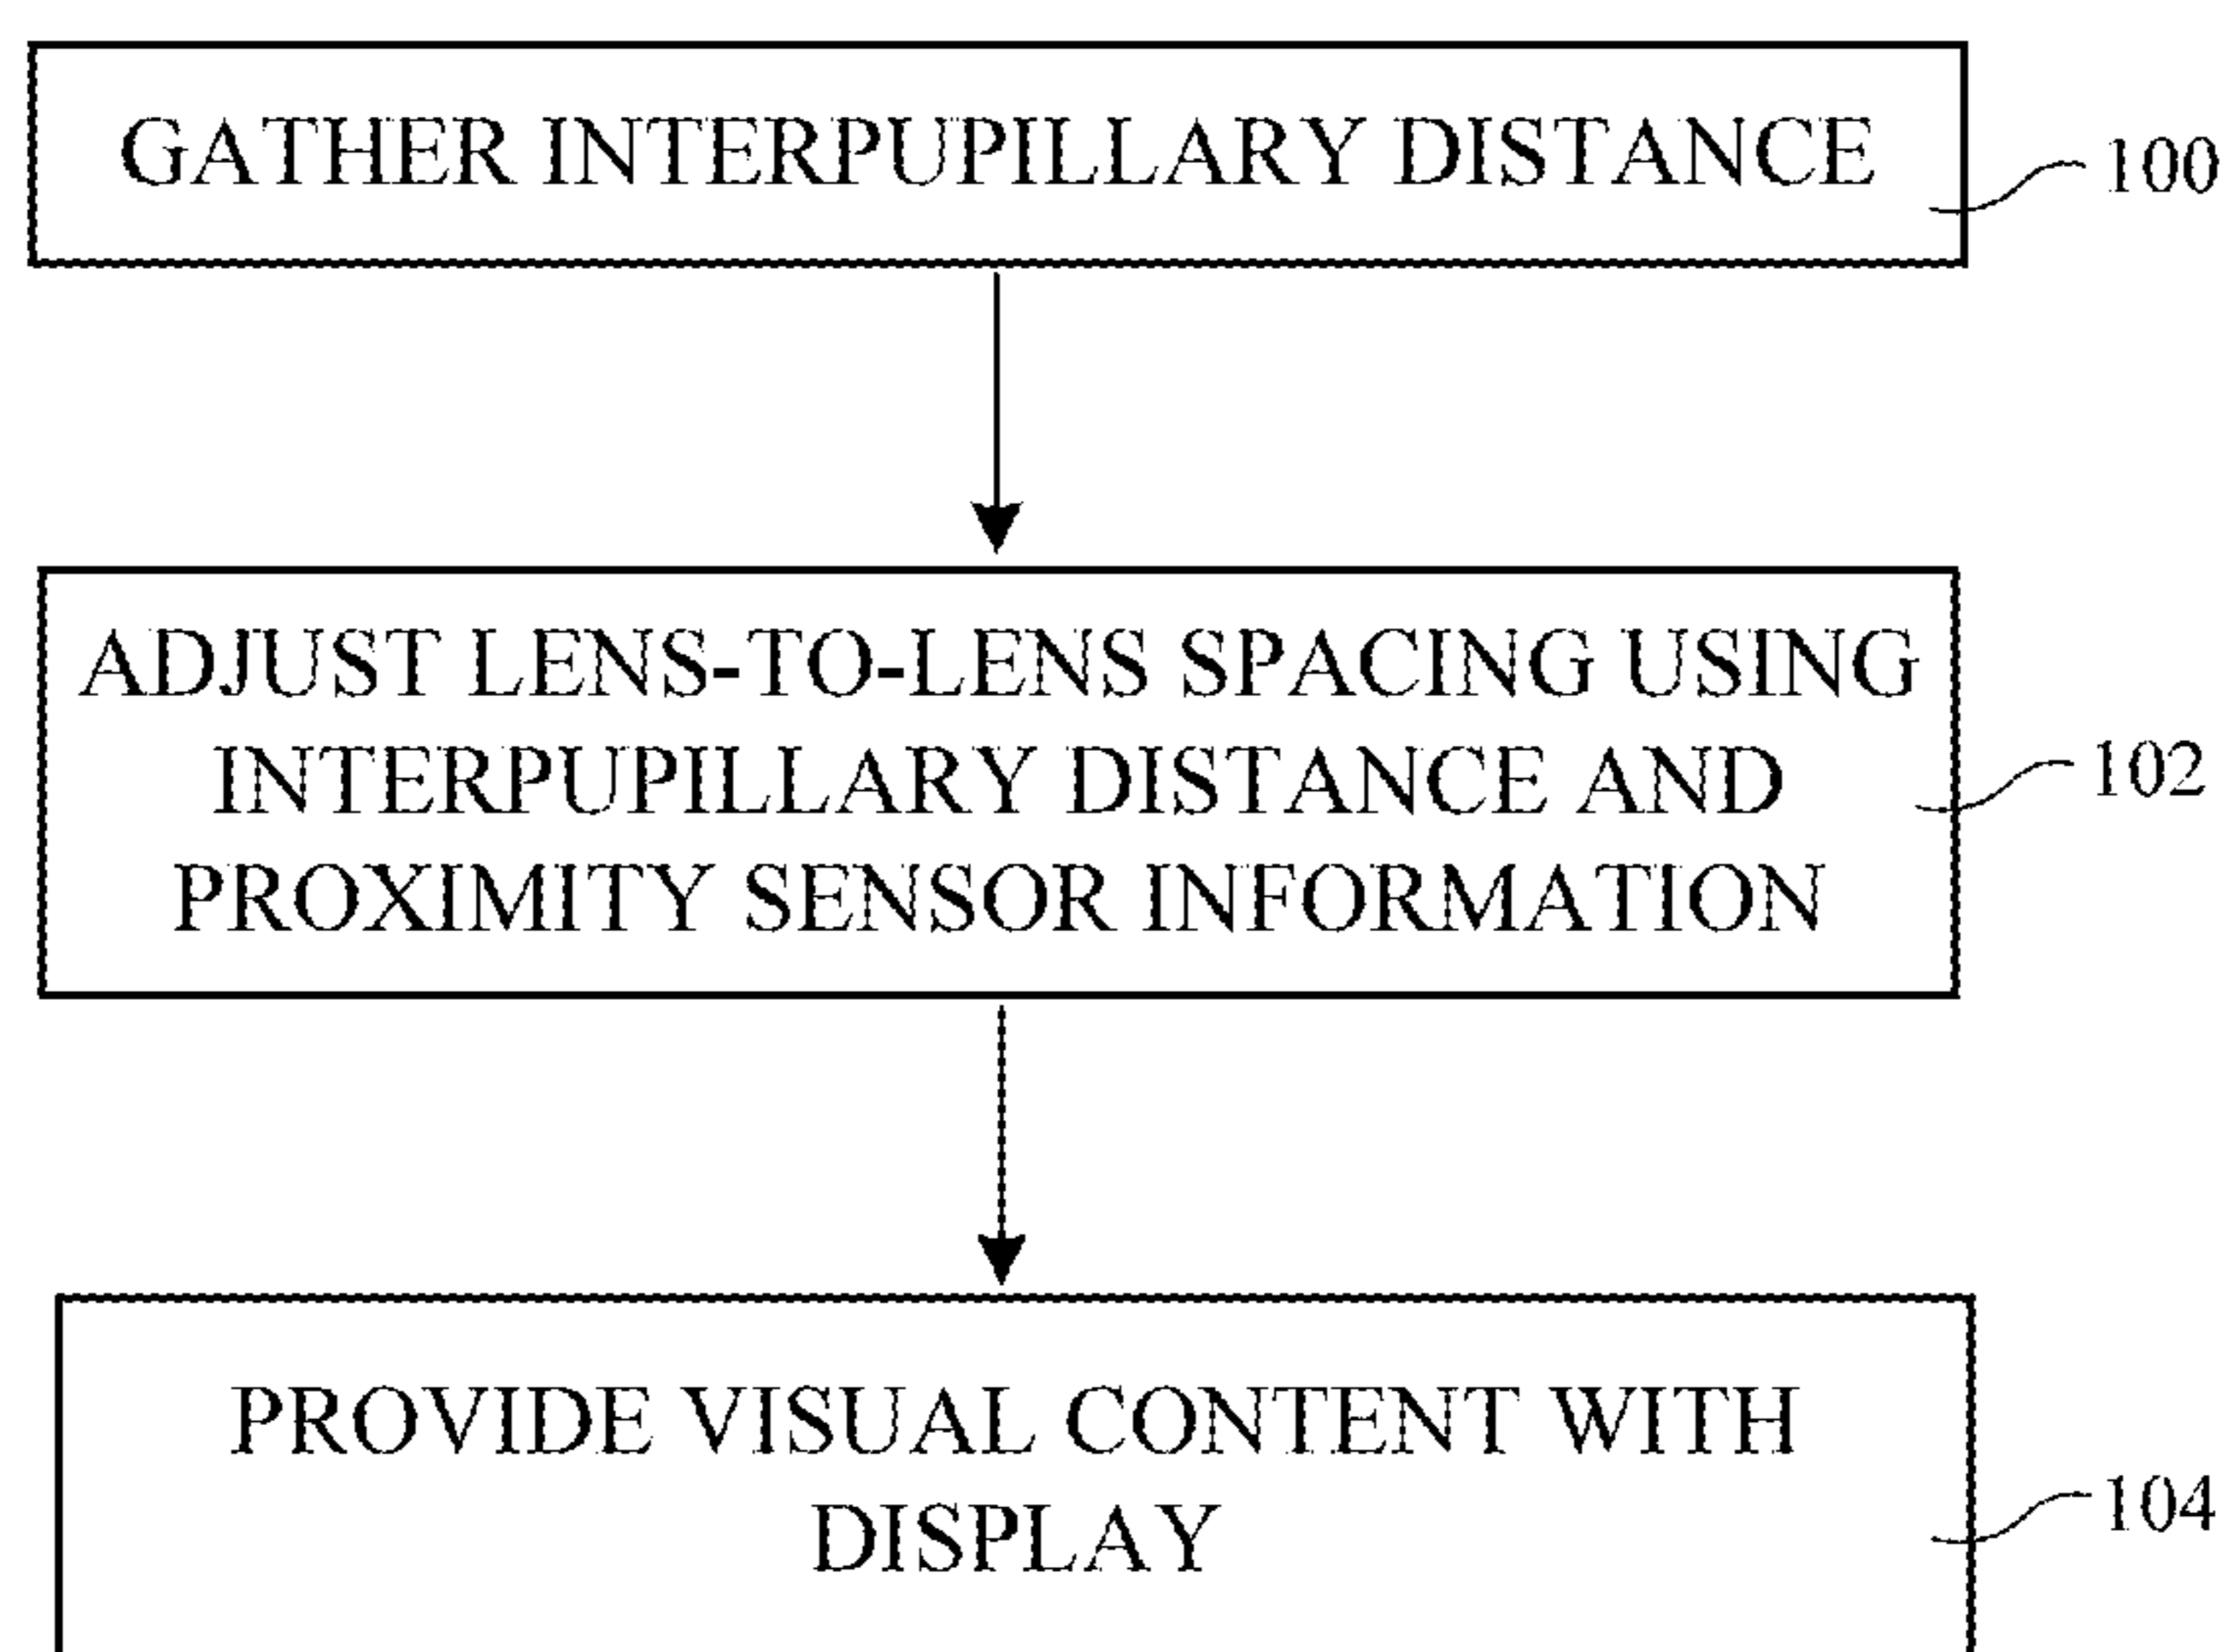 GATHER INTERPUPILLARY DISTANCE
100
ADJUST LENS-TO-LENS SPACING USING
INTERPUPILLARY DISTANCE AND
PROXIMITY SENSOR INFORMATION
102
PROVIDE VISUAL CONTENT WITH
DISPLAY
104